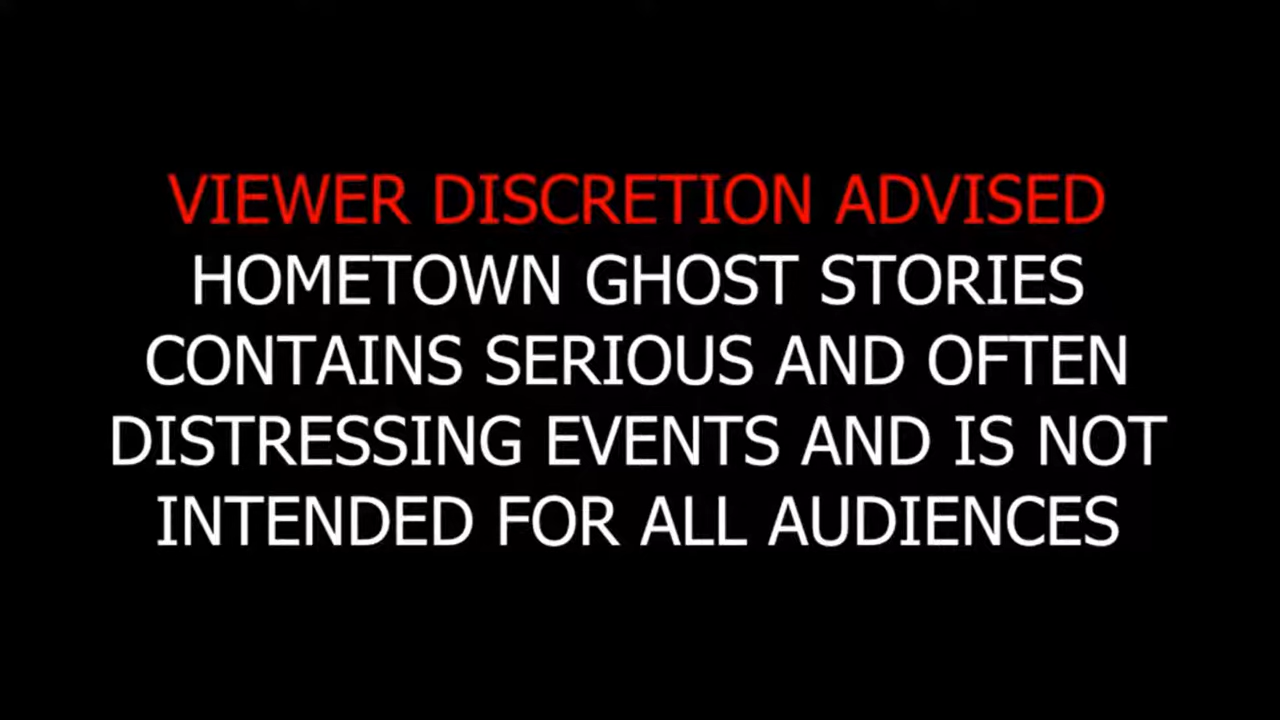 VIEWER DISCRETION ADVISED
HOMETOWN GHOST STORIES
CONTAINS SERIOUS AND OFTEN
DISTRESSING EVENTS AND IS NOT
INTENDED FOR ALL AUDIENCES